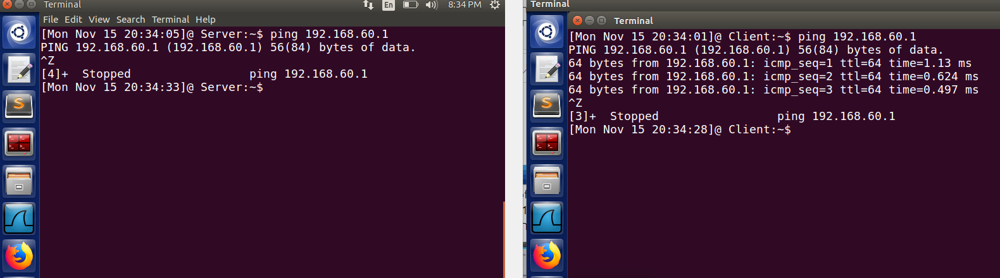 Terminal
En
8:34 PM
File Edit View Search Terminal Help
[Mon Nov 15 20:34:05]@ Server:~$ ping 192.168.60.1
PING 192.168.60.1 (192.168.60.1) 56(84) bytes of data.
^Z
[4]+  Stopped                 ping 192.168.60.1
[Mon Nov 15 20:34:33]@ Server:~$
Terminal
Terminal
[Mon Nov 15 20:34:01]@ Client:~$ ping 192.168.60.1
PING 192.168.60.1 (192.168.60.1) 56(84) bytes of data.
64 bytes from 192.168.60.1: icmp_seq=1 ttl=64 time=1.13 ms
64 bytes from 192.168.60.1: icmp_seq=2 ttl=64 time=0.624 ms
64 bytes from 192.168.60.1: icmp_seq=3 ttl=64 time=0.497 ms
^Z
[3]+  Stopped                 ping 192.168.60.1
[Mon Nov 15 20:34:28]@ Client:~$